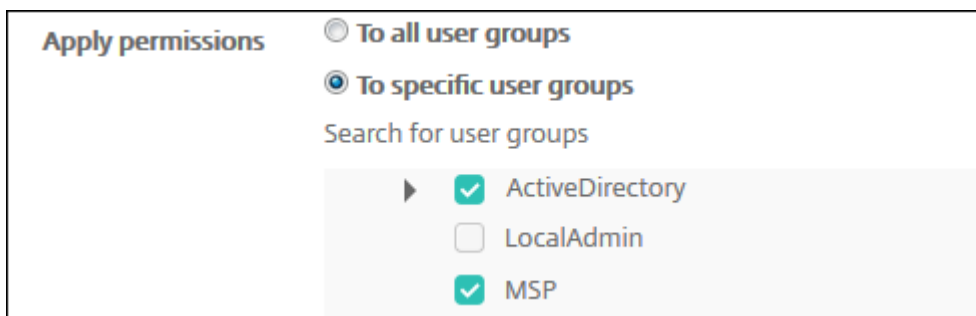 Apply permissions
To all user groups
To specific user groups
Search for user groups
ActiveDirectory
LocalAdmin
MSP